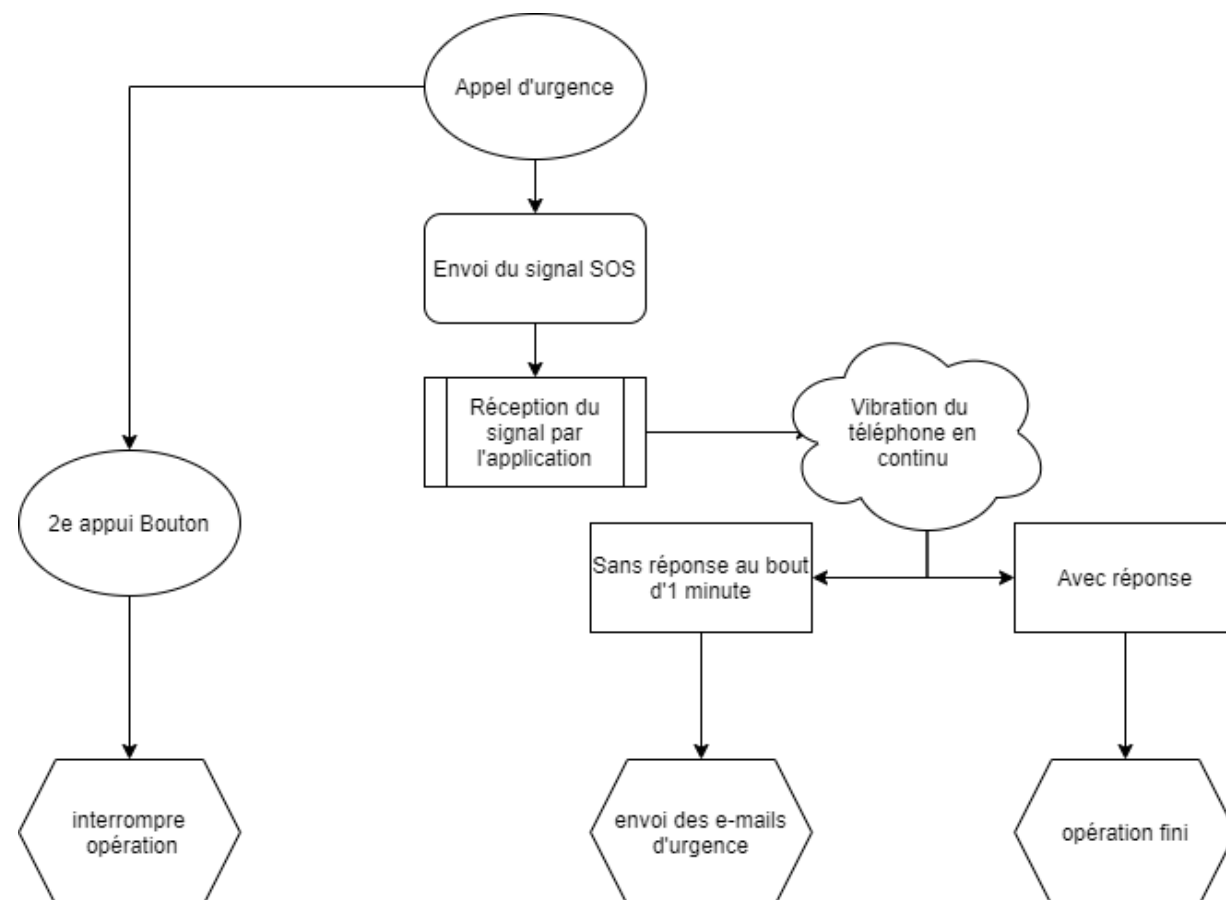 Appel d'urgence
Envoi du signal SOS
Réception du
signal par
l'application
Vibration du
téléphone en
continu
2e appui Bouton
Sans réponse au bout
d'1 minute
Avec réponse
interrompre
opération
envoi des e-mails
d'urgence
opération fini